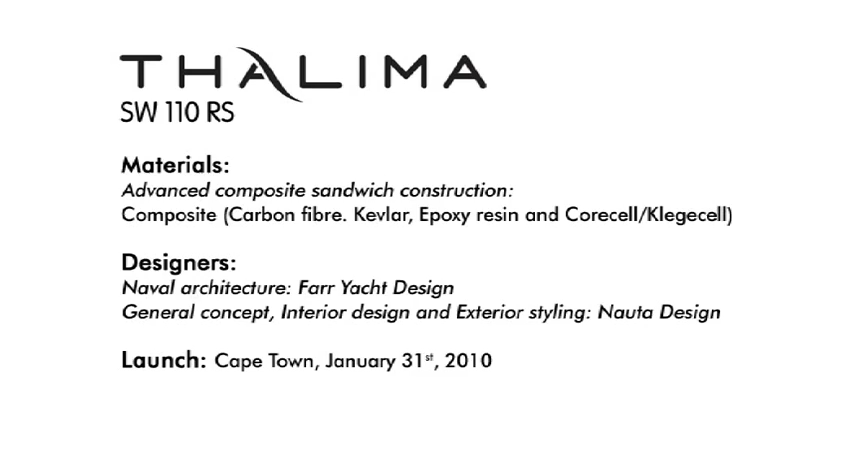 THALIMA
SW 110 RS
Materials:
Advanced composite sandwich construction:
Composite (Carbon fibre. Kevlar, Epoxy resin and Corecell/Klegecell)
Designers:
Naval architecture: Farr Yacht Design
General concept, Interior design and Exterior styling: Nauta Design
Launch: Cape Town, January 31st, 2010